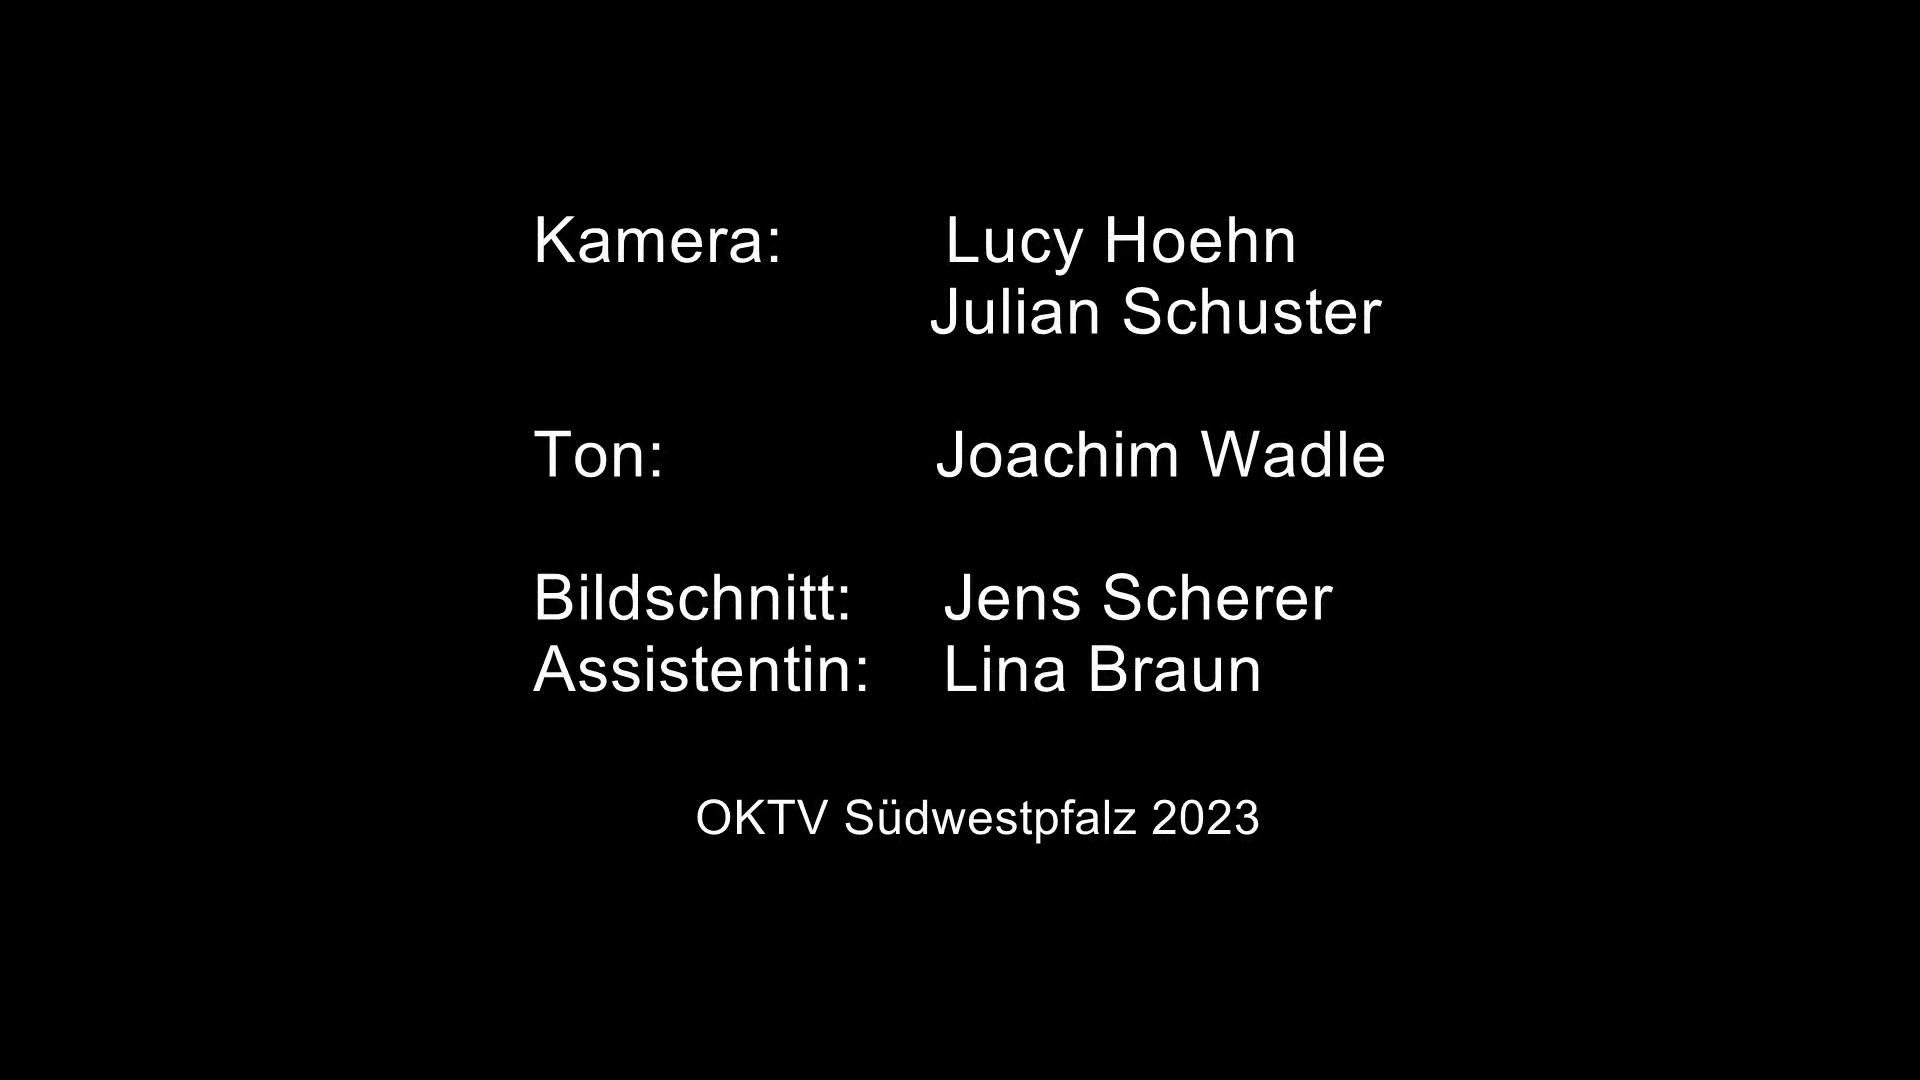 Kamera: Lucy Hoehn
Julian Schuster
Ton: Joachim Wadle
Bildschnitt: Jens Scherer
Assistentin: Lina Braun
OKTV Südwestpfalz 2023